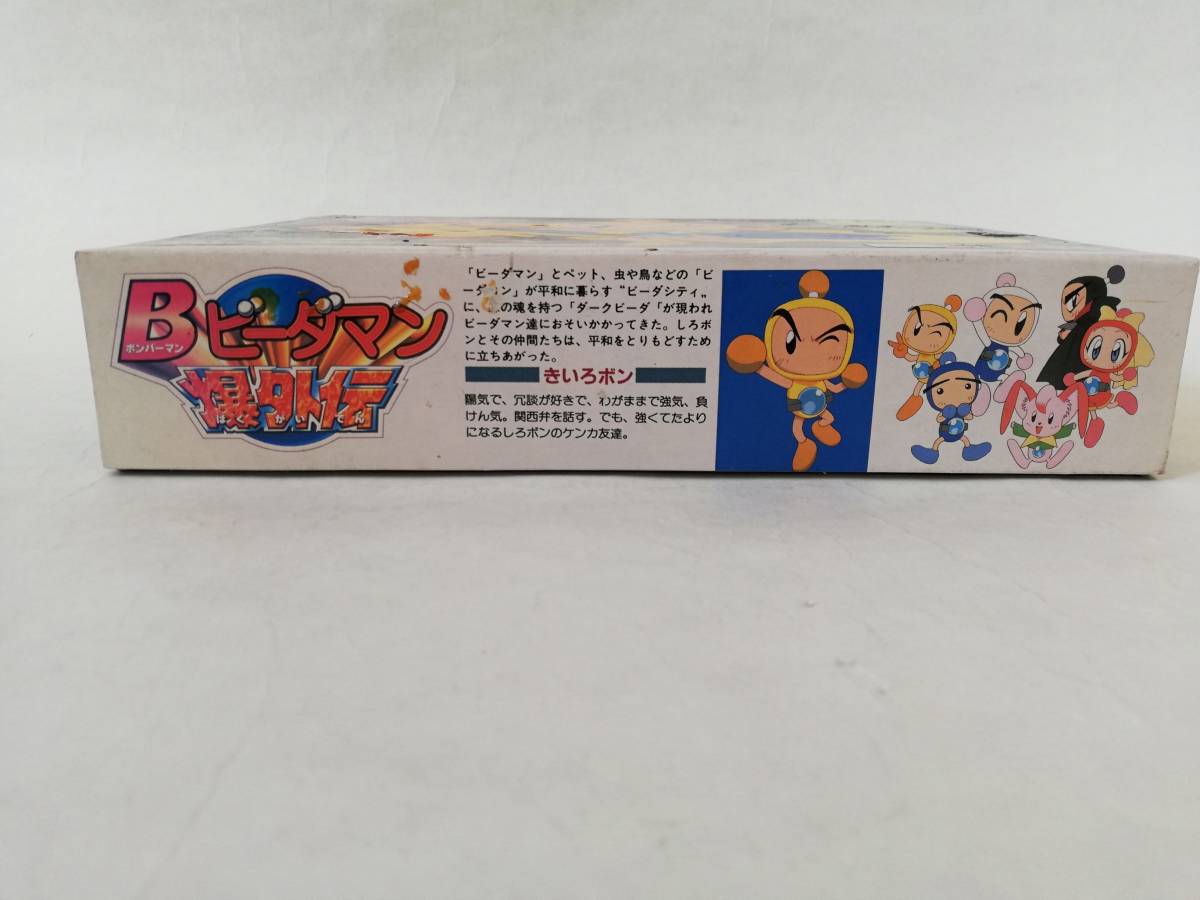 B
ボンバーマン
ビーダマン
爆外伝
ばくがいでん
「ビーダマン」とペット、虫や鳥などの「ビ
ーダ ン」が平和に暮らす“ビーダシティ„
に、 の魂を持つ「ダークビーダ「が現われ
ビーダマン達におそいかかってきた。しろボ
ンとその仲間たちは、平和をとりもどすため
に立ちあがった。
きいろボン
陽気で、冗談が好きで、わがままで強気、負
けん気。関西弁を話す。でも、強くてたより
になるしろボンのケンカ友達。